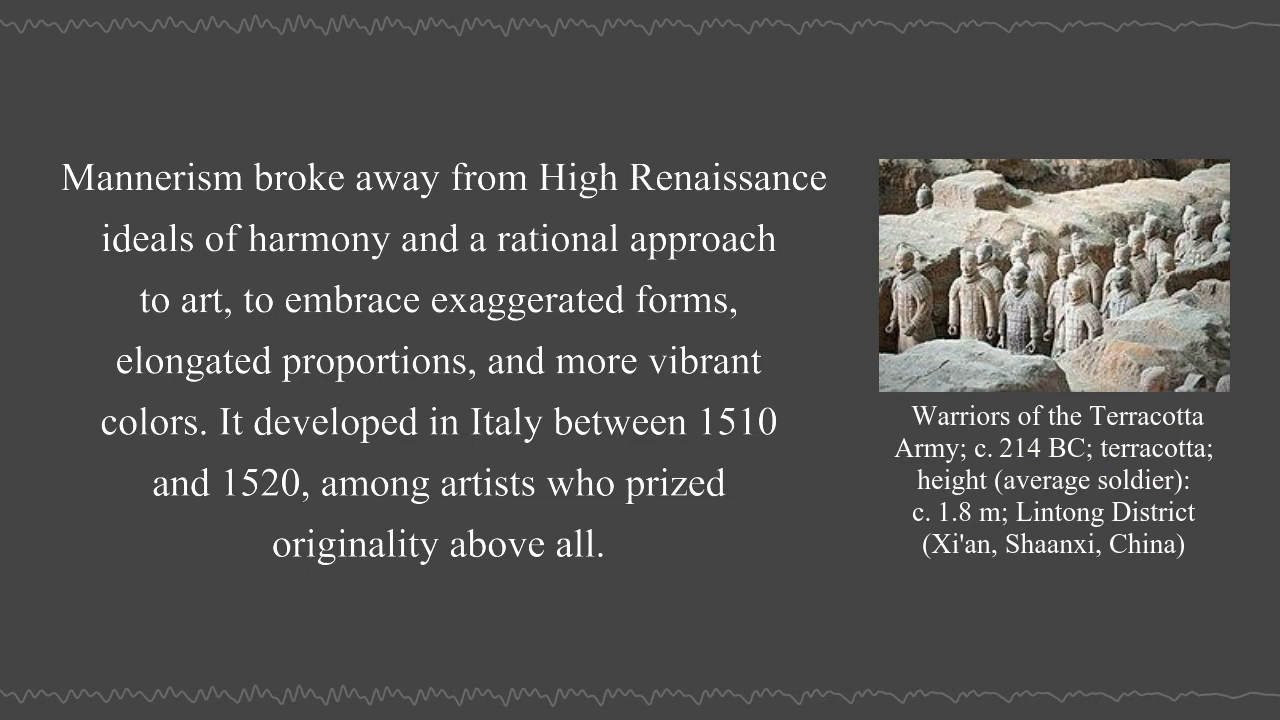 Mannerism broke away from High Renaissance
ideals of harmony and a rational approach
to art, to embrace exaggerated forms,
elongated proportions, and more vibrant
colors. It developed in Italy between 1510
and 1520, among artists who prized
originality above all.
Warriors of the Terracotta
Army; c. 214 BC; terracotta;
height (average soldier):
c. 1.8 m; Lintong District
(Xi'an, Shaanxi, China)